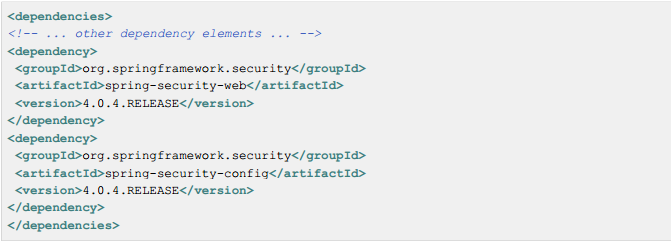 <dependencies>
<!-- ... other dependency elements ... -->
<dependency>
<groupId>org.springframework.security</groupId>
<artifactId>spring-security-web</artifactId>
<version>4.0.4.RELEASE</version>
</dependency>
<dependency>
<groupId>org.springframework.security</groupId>
<artifactId>spring-security-config</artifactId>
<version>4.0.4.RELEASE</version>
</dependency>
</dependencies>